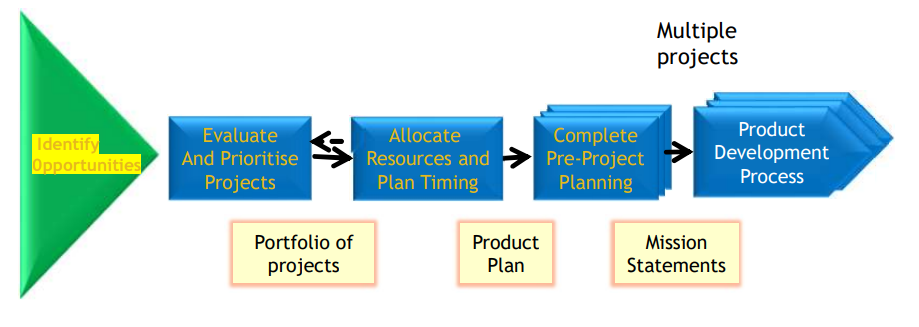 Multiple
projects
Identify
Opportunities
Evaluate
And Prioritise
Projects
Allocate
Resources and
Plan Timing
Complete
Pre-Project
Planning
Product
Development
Process
Portfolio of
projects
Product
Plan
Mission
Statements